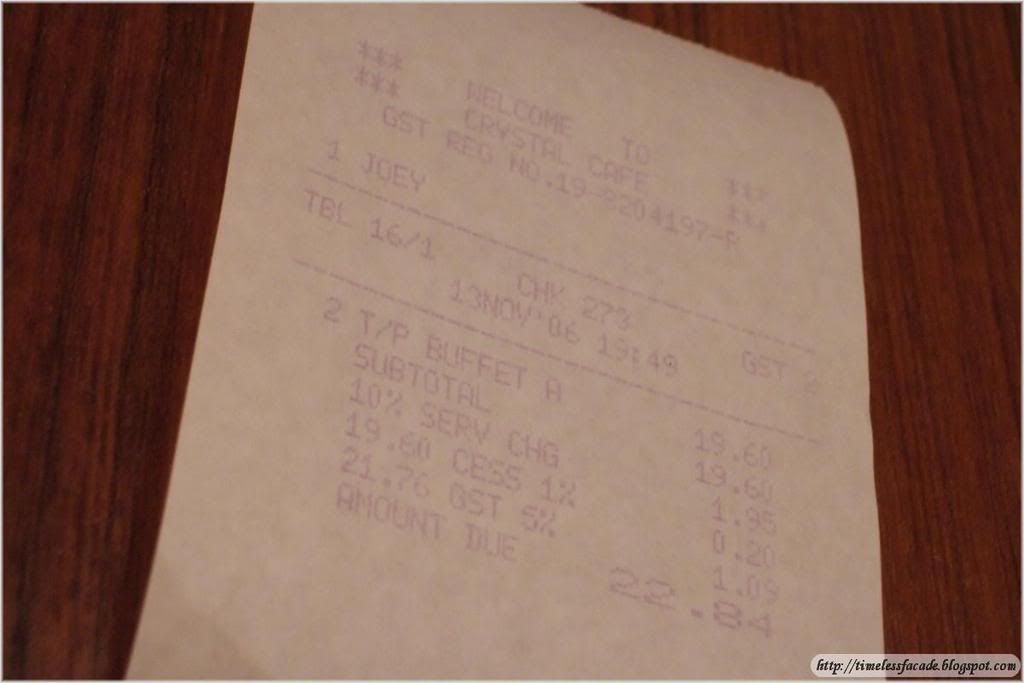 *** WELCOME TO ***
*** CRYSTAL CAFE ***
GST REG NO.19-8204197-R
1 JOEY
TBL 16/1 CHK 273 GST 2
13NOV'06 19:49
2 T/P BUFFET A 19.60
SUBTOTAL 19.60
10% SERV CHG 1.95
19.60 CESS 1% 0.20
21.76 GST 5% 1.09
AMOUNT DUE 22.84
http://timelessfacade.blogspot.com